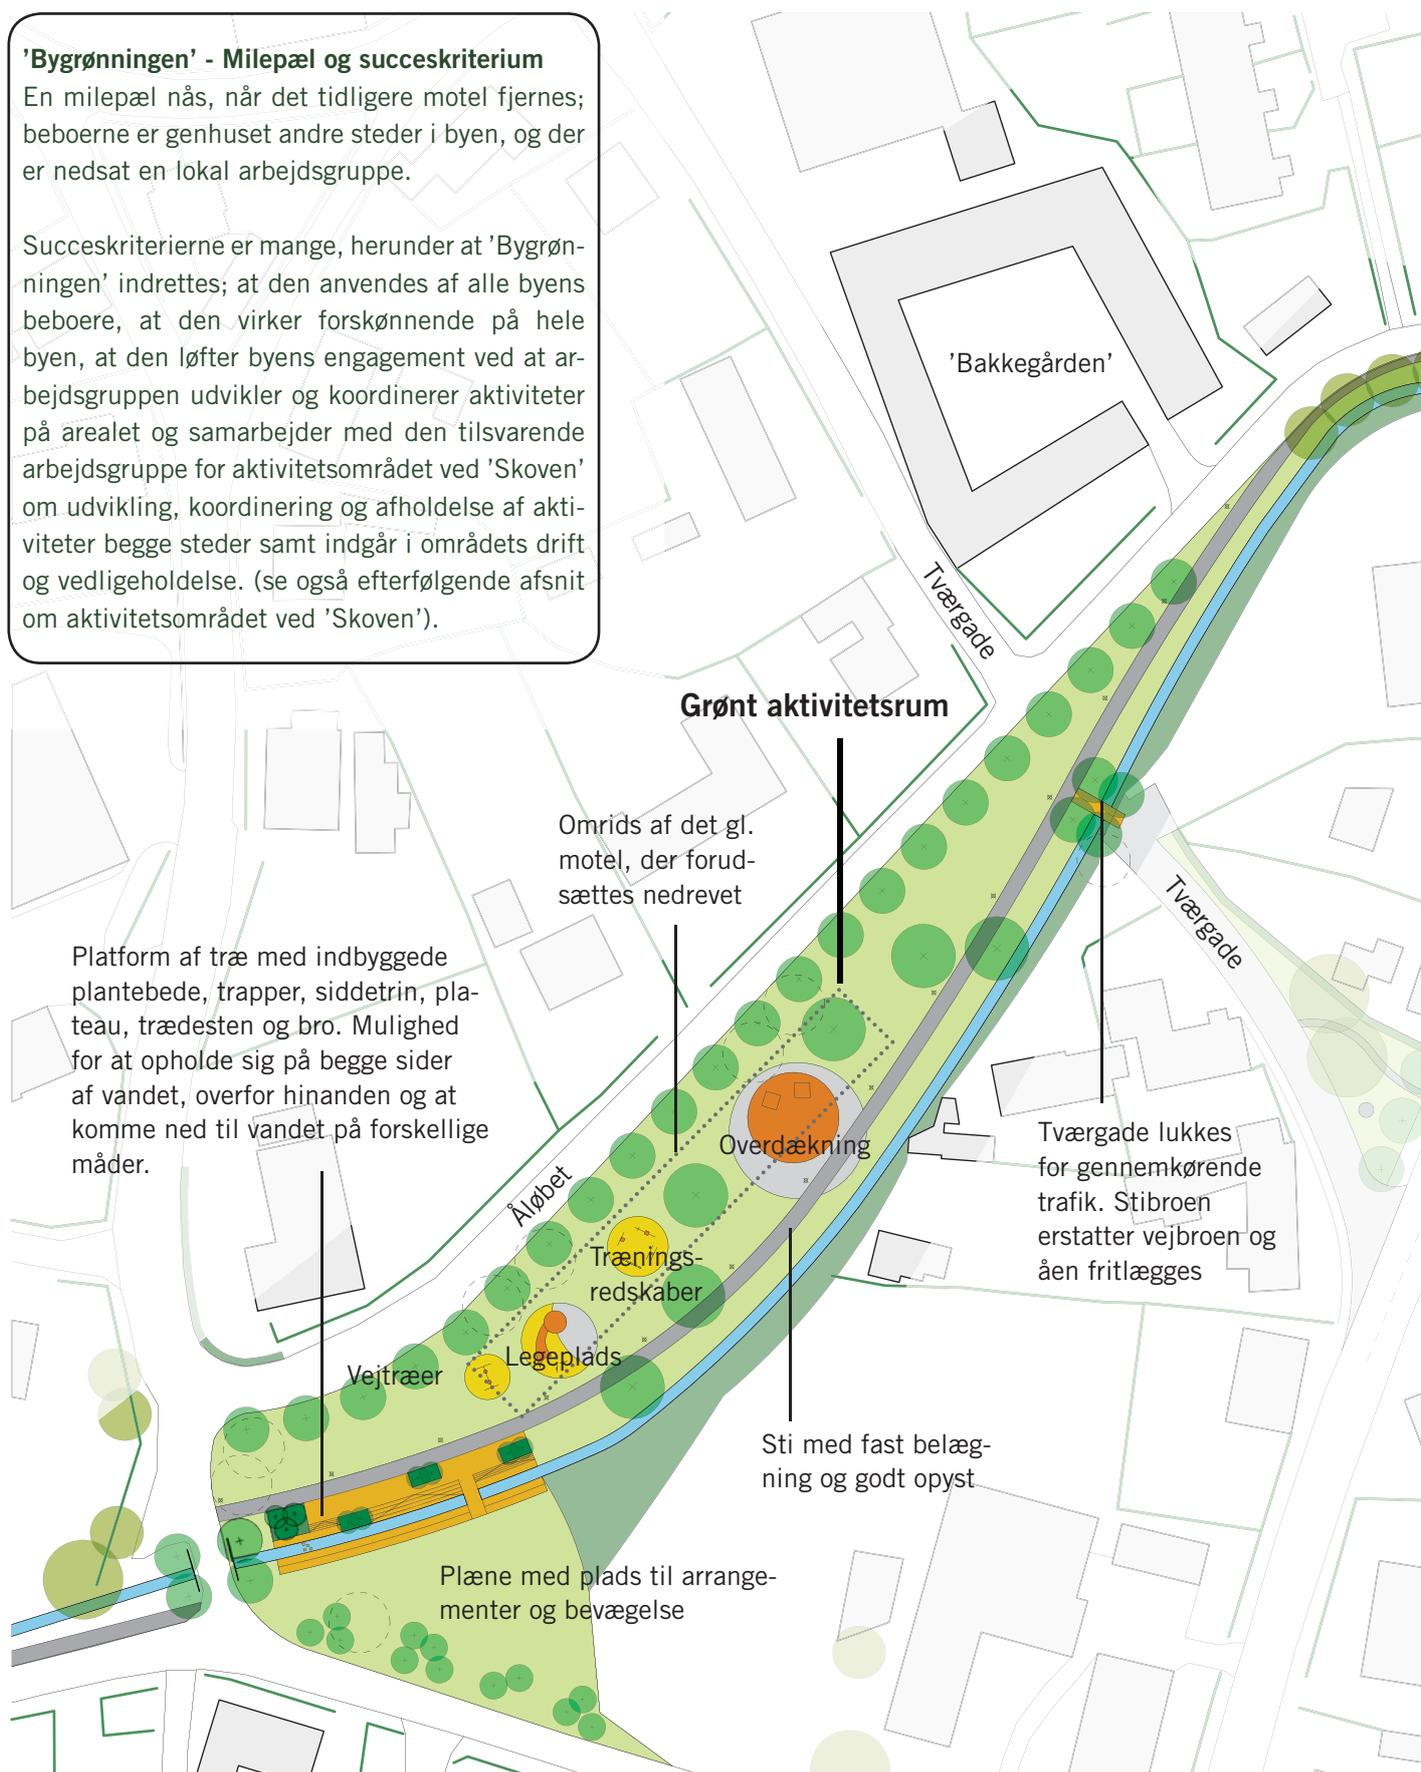 ’Bygrønningen’ - Milepæl og succeskriterium
En milepæl nås, når det tidligere motel fjernes;
beboerne er genhuset andre steder i byen, og der
er nedsat en lokal arbejdsgruppe.
Succeskriterierne er mange, herunder at ’Bygrøn-
ningen’ indrettes; at den anvendes af alle byens
beboere, at den virker forskønnende på hele
byen, at den løfter byens engagement ved at ar-
bejdsgruppen udvikler og koordinerer aktiviteter
på arealet og samarbejder med den tilsvarende
arbejdsgruppe for aktivitetsområdet ved ’Skoven’
om udvikling, koordinering og afholdelse af akti-
viteter begge steder samt indgår i områdets drift
og vedligeholdelse. (se også efterfølgende afsnit
om aktivitetsområdet ved ’Skoven’).
’Bakkegården’
Tværgade
Grønt aktivitetsrum
Omrids af det gl.
motel, der forud-
sættes nedrevet
Tværgade
Platform af træ med indbyggede
plantebede, trapper, siddetrin, pla-
teau, trædesten og bro. Mulighed
for at opholde sig på begge sider
af vandet, overfor hinanden og at
komme ned til vandet på forskellige
måder.
Overdækning
Tværgade lukkes
for gennemkørende
trafik. Stibroen
erstatter vejbroen og
åen fritlægges
Åløbet
Trænings-
redskaber
Legeplads
Vejtræer
Sti med fast belæg-
ning og godt opyst
Plæne med plads til arrange-
menter og bevægelse